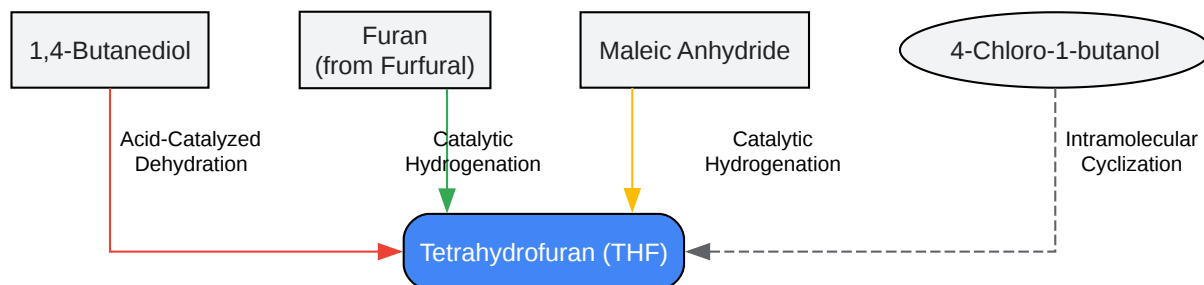 1,4-Butanediol
Furan
(from Furfural)
Maleic Anhydride
4-Chloro-1-butanol
Acid-Catalyzed
Dehydration
Catalytic
Hydrogenation
Catalytic
Hydrogenation
Intramolecular
Cyclization
Tetrahydrofuran (THF)